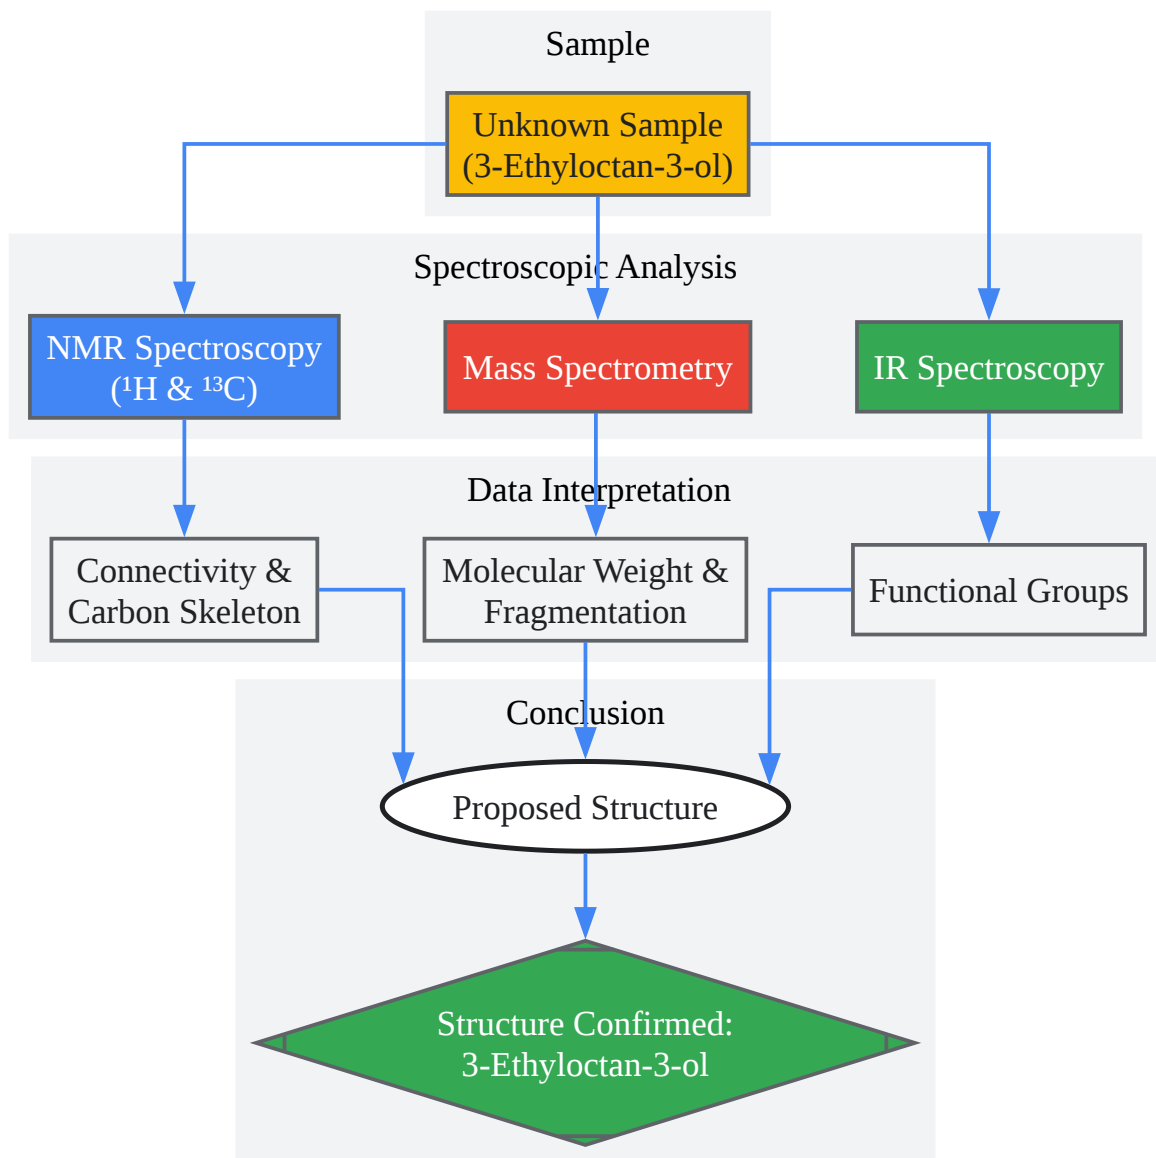 Sample
Unknown Sample
(3-Ethyloctan-3-ol)
Spectroscopic Analysis
NMR Spectroscopy
(¹H & ¹³C)
Mass Spectrometry
IR Spectroscopy
Data Interpretation
Connectivity &
Carbon Skeleton
Molecular Weight &
Fragmentation
Functional Groups
Conclusion
Proposed Structure
Structure Confirmed:
3-Ethyloctan-3-ol